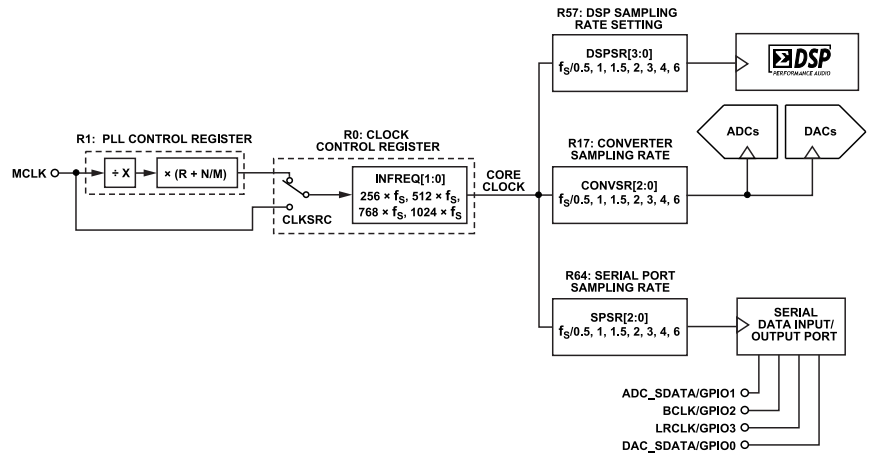 R57: DSP SAMPLING
RATE SETTING
DSPSR[3:0]
fS/0.5, 1, 1.5, 2, 3, 4, 6
ΣDSP
PERFORMANCE AUDIO
R1: PLL CONTROL REGISTER
MCLK
÷ X
× (R + N/M)
R0: CLOCK
CONTROL REGISTER
INFREQ[1:0]
256 × fS, 512 × fS,
768 × fS, 1024 × fS
CLKSRC
CORE
CLOCK
R17: CONVERTER
SAMPLING RATE
CONVSR[2:0]
fS/0.5, 1, 1.5, 2, 3, 4, 6
ADCs
DACs
R64: SERIAL PORT
SAMPLING RATE
SPSR[2:0]
fS/0.5, 1, 1.5, 2, 3, 4, 6
SERIAL
DATA INPUT/
OUTPUT PORT
ADC_SDATA/GPIO1
BCLK/GPIO2
LRCLK/GPIO3
DAC_SDATA/GPIO0